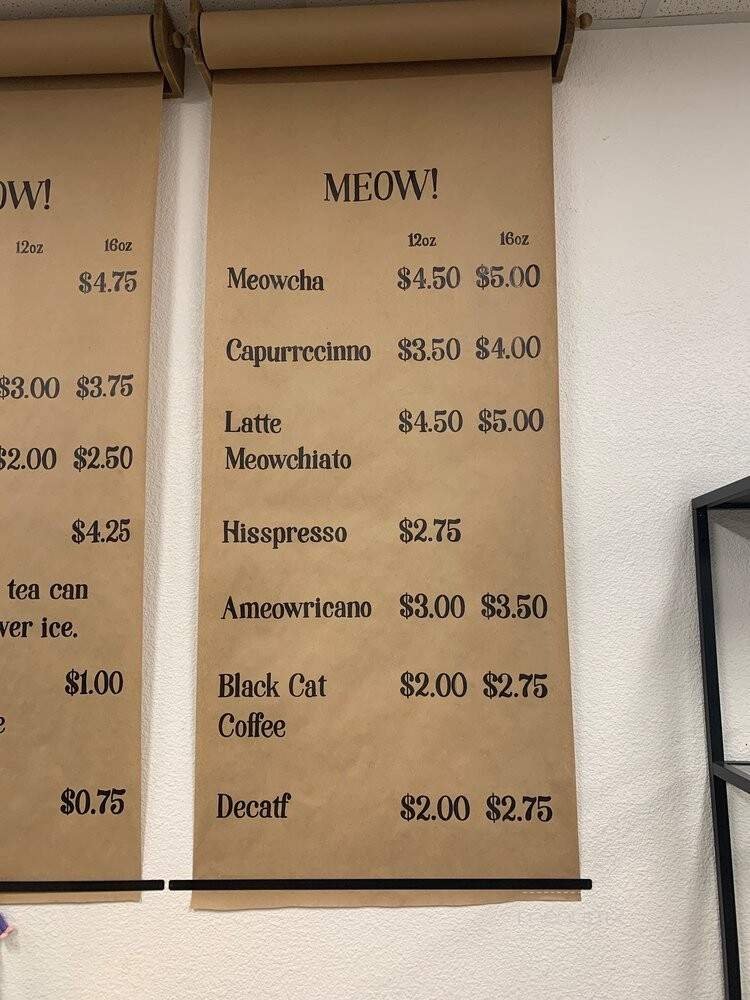 OW!
12oz 16oz
$4.75
$3.00 $3.75
$2.00 $2.50
$4.25
tea can
ver ice.
$1.00
e
$0.75
MEOW!
12oz 16oz
Meowcha $4.50 $5.00
Capurrccinno $3.50 $4.00
Latte $4.50 $5.00
Meowchiato
Hisspresso $2.75
Ameowricano $3.00 $3.50
Black Cat $2.00 $2.75
Coffee
Decatf $2.00 $2.75